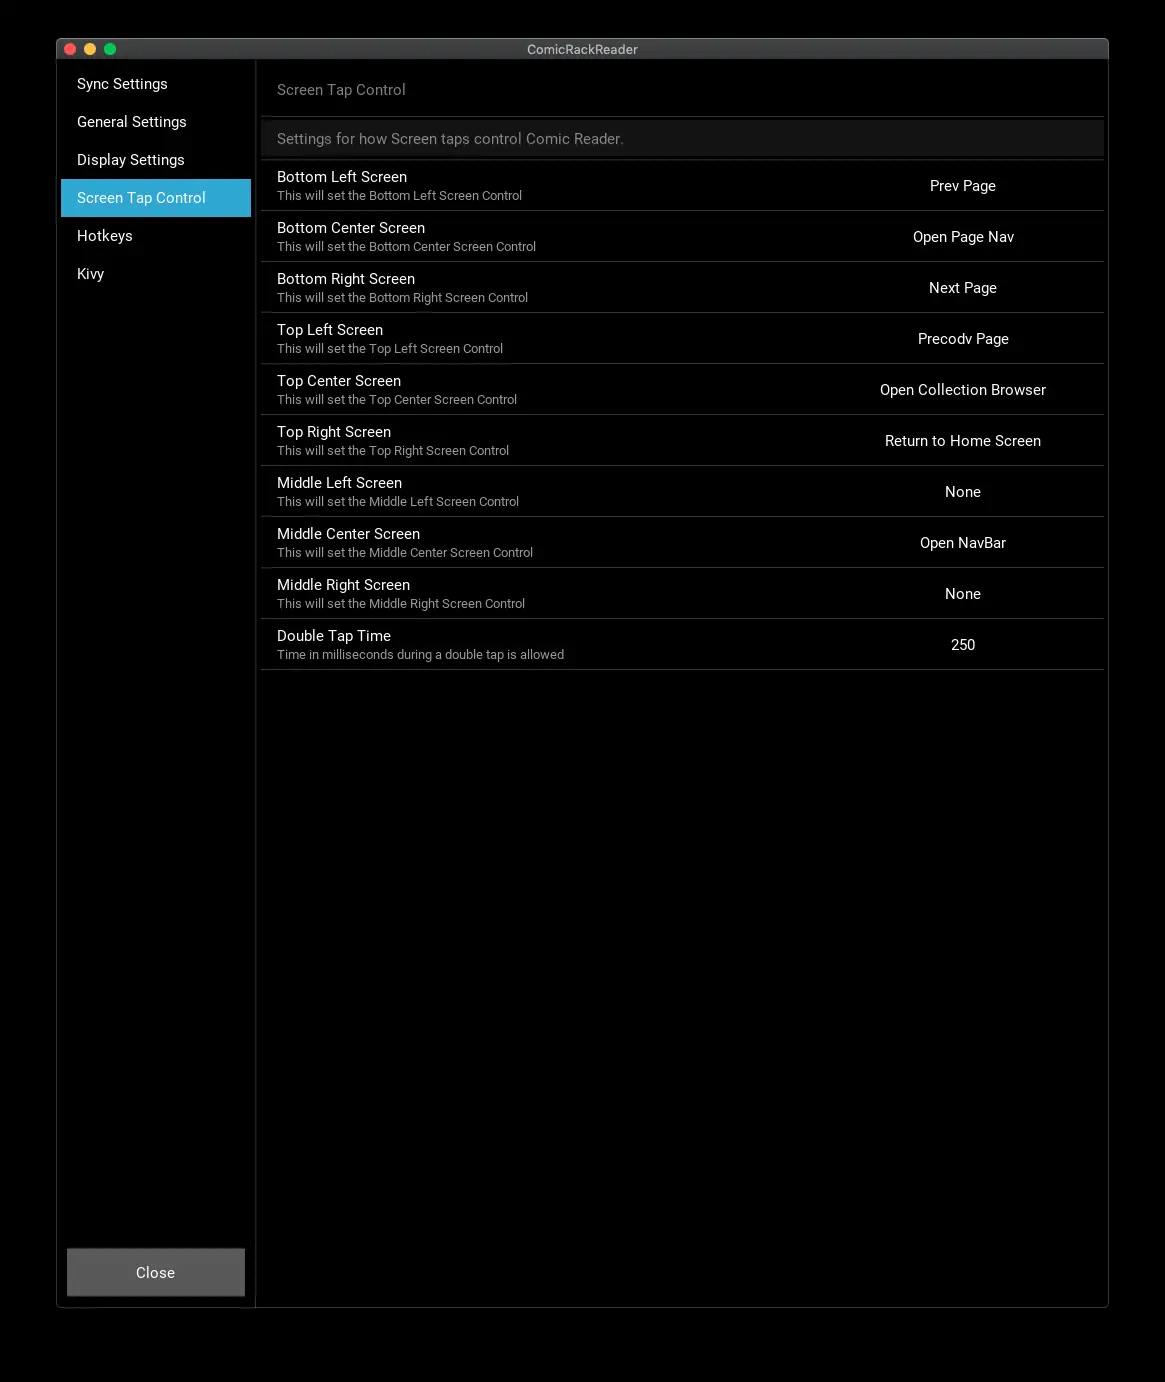 ComicRackReader
Sync Settings
General Settings
Display Settings
Screen Tap Control
Hotkeys
Kivy
Close
Screen Tap Control
Settings for how Screen taps control Comic Reader.
Bottom Left Screen
This will set the Bottom Left Screen Control
Prev Page
Bottom Center Screen
This will set the Bottom Center Screen Control
Open Page Nav
Bottom Right Screen
This will set the Bottom Right Screen Control
Next Page
Top Left Screen
This will set the Top Left Screen Control
Precodv Page
Top Center Screen
This will set the Top Center Screen Control
Open Collection Browser
Top Right Screen
This will set the Top Right Screen Control
Return to Home Screen
Middle Left Screen
This will set the Middle Left Screen Control
None
Middle Center Screen
This will set the Middle Center Screen Control
Open NavBar
Middle Right Screen
This will set the Middle Right Screen Control
None
Double Tap Time
Time in milliseconds during a double tap is allowed
250